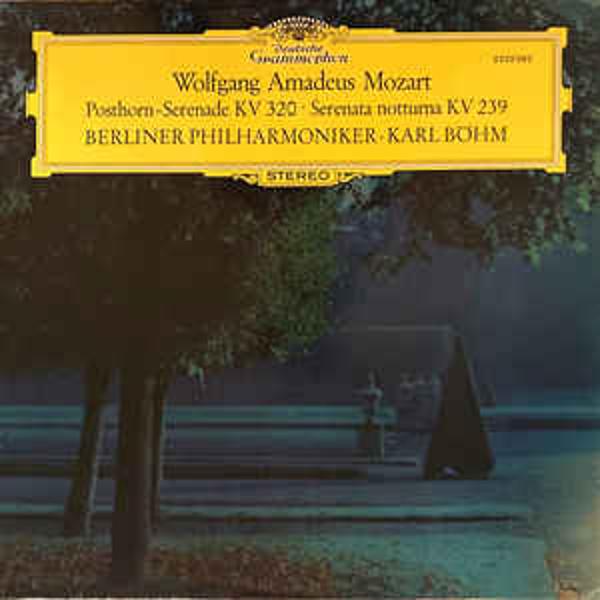 Deutsche
Grammophon
Wolfgang Amadeus Mozart
Posthorn-Serenade KV 320 · Serenata notturna KV 239
BERLINER PHILHARMONIKER · KARL BÖHM
STEREO